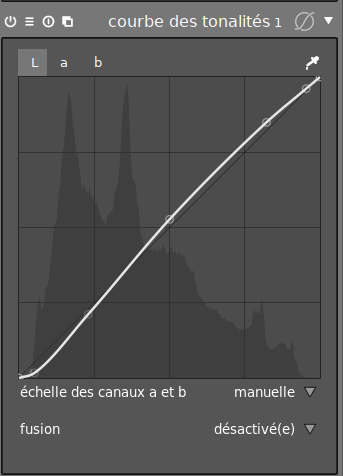 courbe des tonalités 1
L a b
échelle des canaux a et b manuelle
fusion désactivé(e)